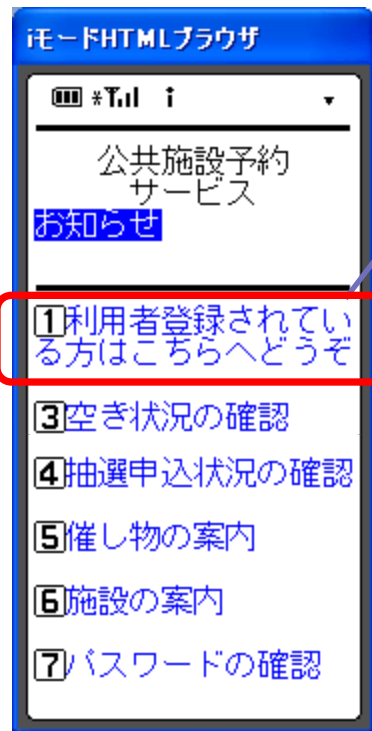 iモードHTMLブラウザ
i
公共施設予約
サービス
お知らせ
1利用者登録されてい
る方はこちらへどうぞ
3空き状況の確認
4抽選申込状況の確認
5催し物の案内
6施設の案内
7パスワードの確認